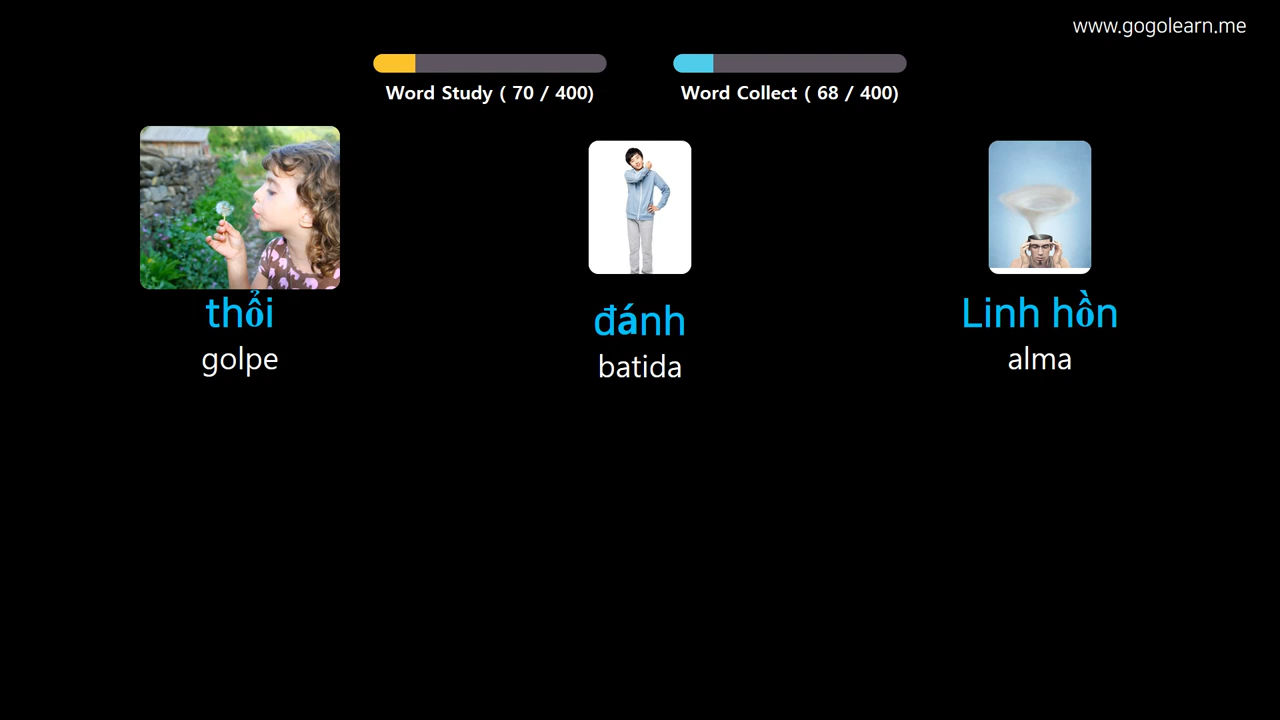 www.gogolearn.me
Word Study ( 70 / 400)
Word Collect ( 68 / 400)
thổi
golpe
đánh
batida
Linh hồn
alma